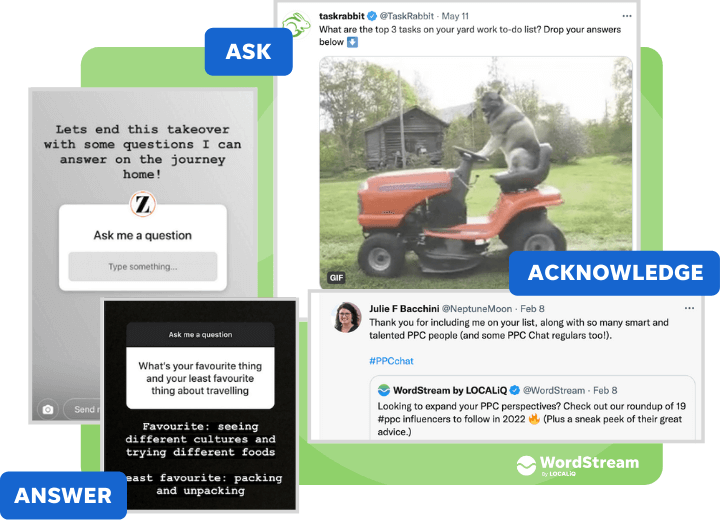 ASK
taskrabbit @TaskRabbit · May 11
What are the top 3 tasks on your yard work to-do list? Drop your answers
below
GIF
Lets end this takeover
with some questions I can
answer on the journey
home!
Z
Ask me a question
Type something...
Send
ACKNOWLEDGE
Julie F Bacchini @NeptuneMoon · Feb 8
Thank you for including me on your list, along with so many smart and
talented PPC people (and some PPC Chat regulars too!).
#PPCchat
WordStream by LOCALiQ @WordStream · Feb 8
Looking to expand your PPC perspectives? Check out our roundup of 19
#ppc influencers to follow in 2022 🔥 (Plus a sneak peek of their great
advice.)
Ask me a question
What's your favourite thing
and your least favourite
thing about travelling
Favourite: seeing
different cultures and
trying different foods
east favourite: packing
and unpacking
ANSWER
WordStream
by LOCALiQ